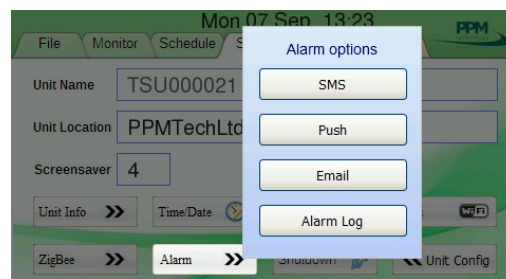 Mon 07 Sep 13:23
PPM
File Monitor Schedule
Alarm options
Unit Name TSU000021
SMS
Unit Location PPMTechLtd
Push
Screensaver 4
Email
Unit Info Time/Date
WiFi
Alarm Log
ZigBee Alarm Shutdown Unit Config